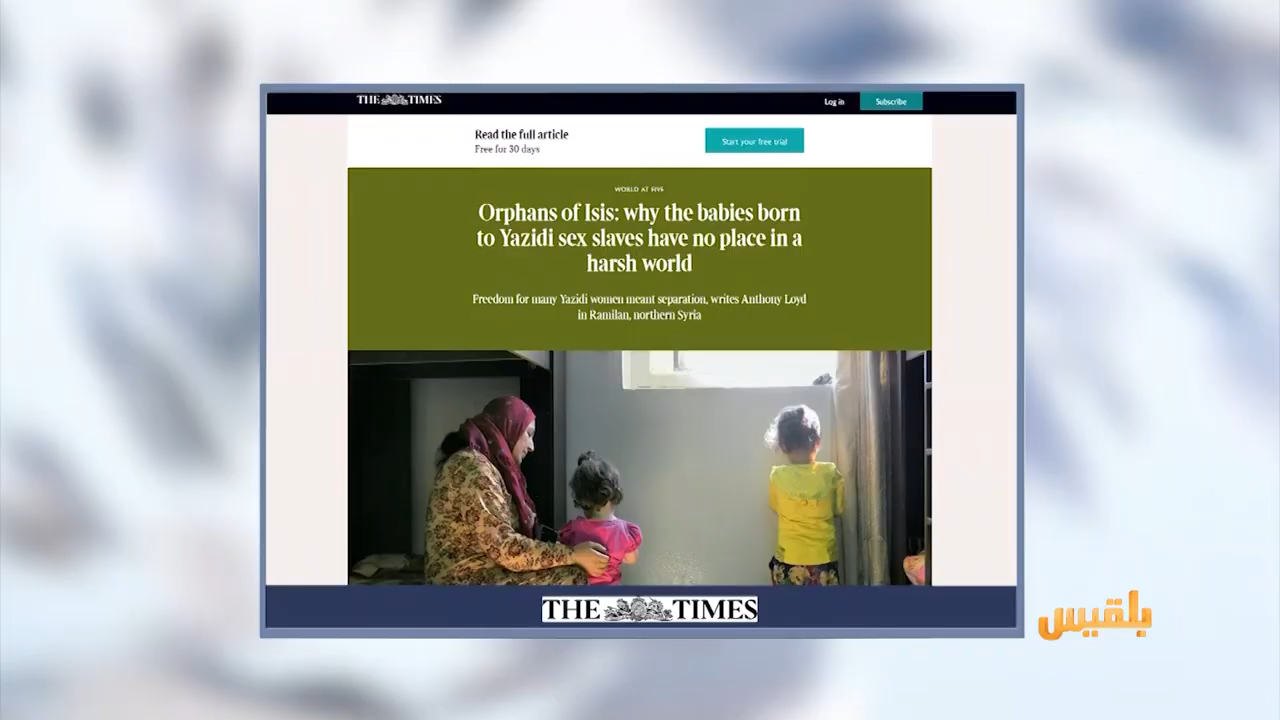 THE TIMES
Log in
Subscribe
Read the full article
Free for 30 days
Start your free trial
WORLD AT FIVE
Orphans of Isis: why the babies born
to Yazidi sex slaves have no place in a
harsh world
Freedom for many Yazidi women meant separation, writes Anthony Loyd
in Ramilan, northern Syria
THE TIMES
بلقيس